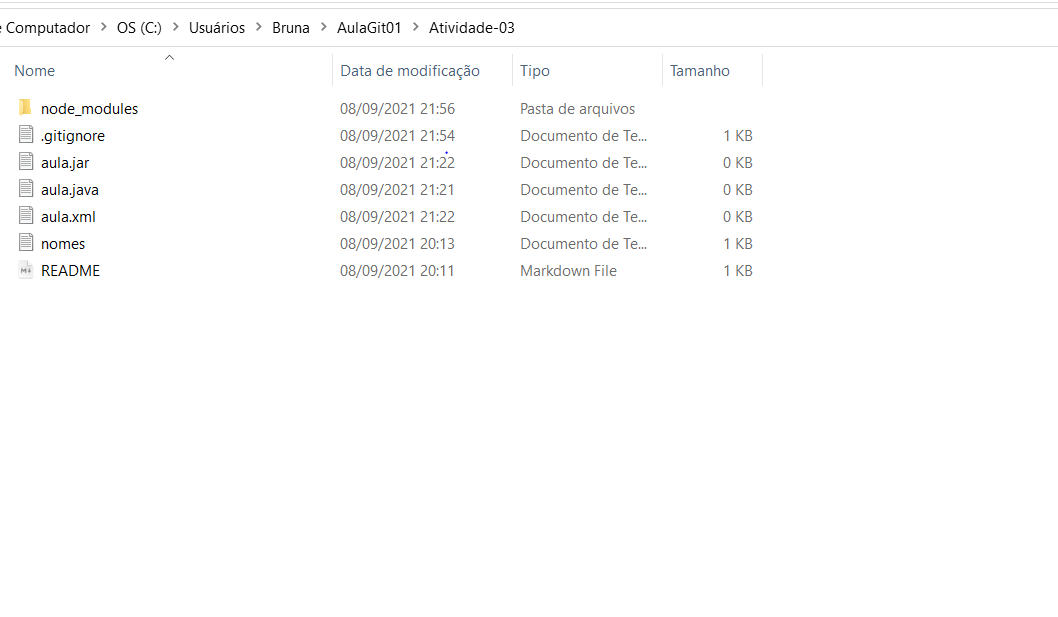 e Computador > OS (C:) > Usuários > Bruna > AulaGit01 > Atividade-03
Nome Data de modificação Tipo Tamanho
node_modules 08/09/2021 21:56 Pasta de arquivos
.gitignore 08/09/2021 21:54 Documento de Te... 1 KB
aula.jar 08/09/2021 21:22 Documento de Te... 0 KB
aula.java 08/09/2021 21:21 Documento de Te... 0 KB
aula.xml 08/09/2021 21:22 Documento de Te... 0 KB
nomes 08/09/2021 20:13 Documento de Te... 1 KB
README 08/09/2021 20:11 Markdown File 1 KB